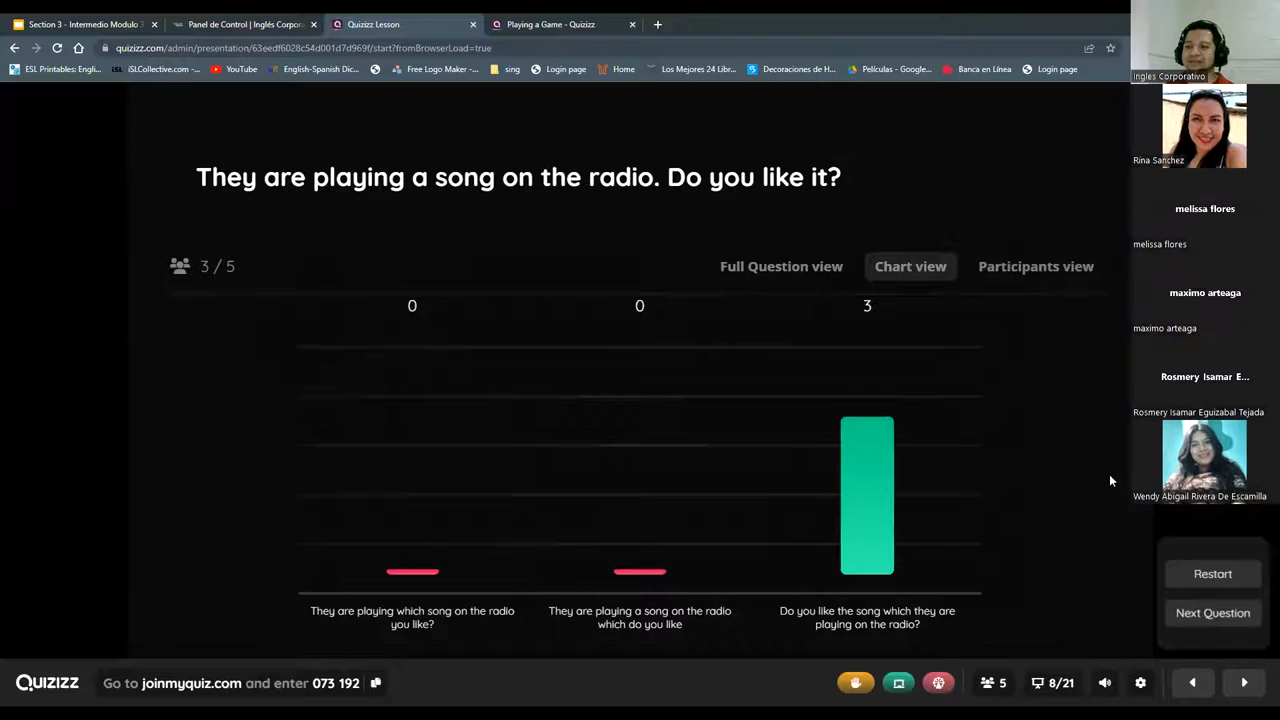 Section 3 - Intermedio Modulo 3
Panel de Control | Inglés Corpor
Quizizz Lesson
Playing a Game - Quizizz
quizizz.com/admin/presentation/63eedf6028c54d001d7d969f/start?fromBrowserLoad=true
ESL Printables: Engli...
iSL iSLCollective.com -...
YouTube
English-Spanish Dic...
Free Logo Maker -...
sing
Login page
Home
Los Mejores 24 Libr...
Decoraciones de H...
Películas - Google...
Banca en Línea
Login page
Ingles Corporativo
Rina Sanchez
melissa flores
melissa flores
maximo arteaga
maximo arteaga
Rosmery Isamar E...
Rosmery Isamar Eguizabal Tejada
Wendy Abigail Rivera De Escamilla
They are playing a song on the radio. Do you like it?
3 / 5
Full Question view
Chart view
Participants view
0
0
3
They are playing which song on the radio
you like?
They are playing a song on the radio
which do you like
Do you like the song which they are
playing on the radio?
Restart
Next Question
QUIZIZZ
Go to joinmyquiz.com and enter 073 192
5
8/21